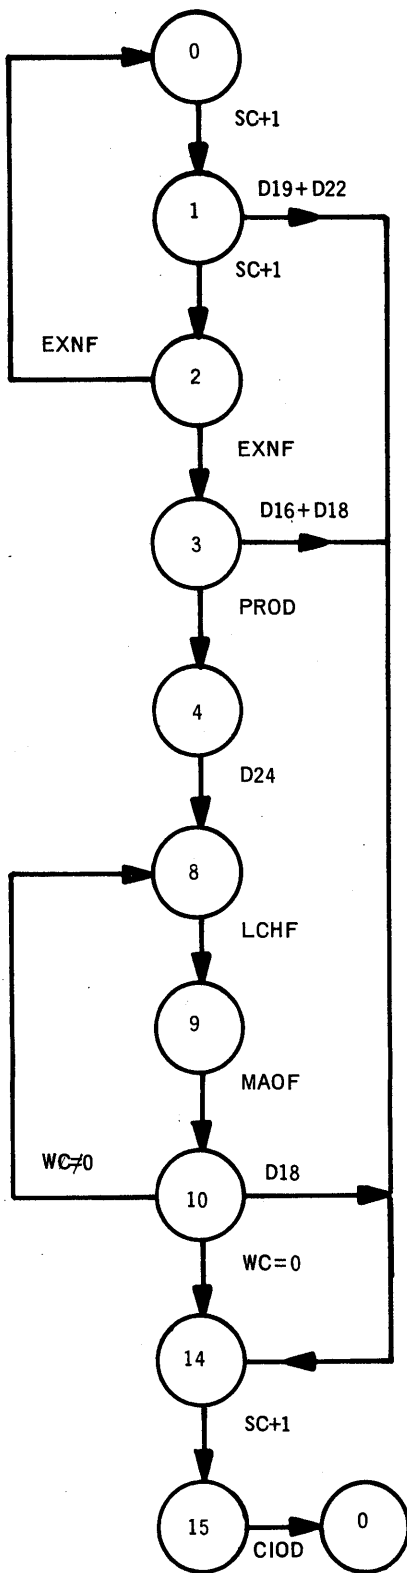 0
SC+1
1
D19+D22
SC+1
2
EXNF
EXNF
3
D16+D18
PROD
4
D24
8
LCHF
9
MAOF
WC≠0
10
D18
WC=0
14
SC+1
15
CIOD
0